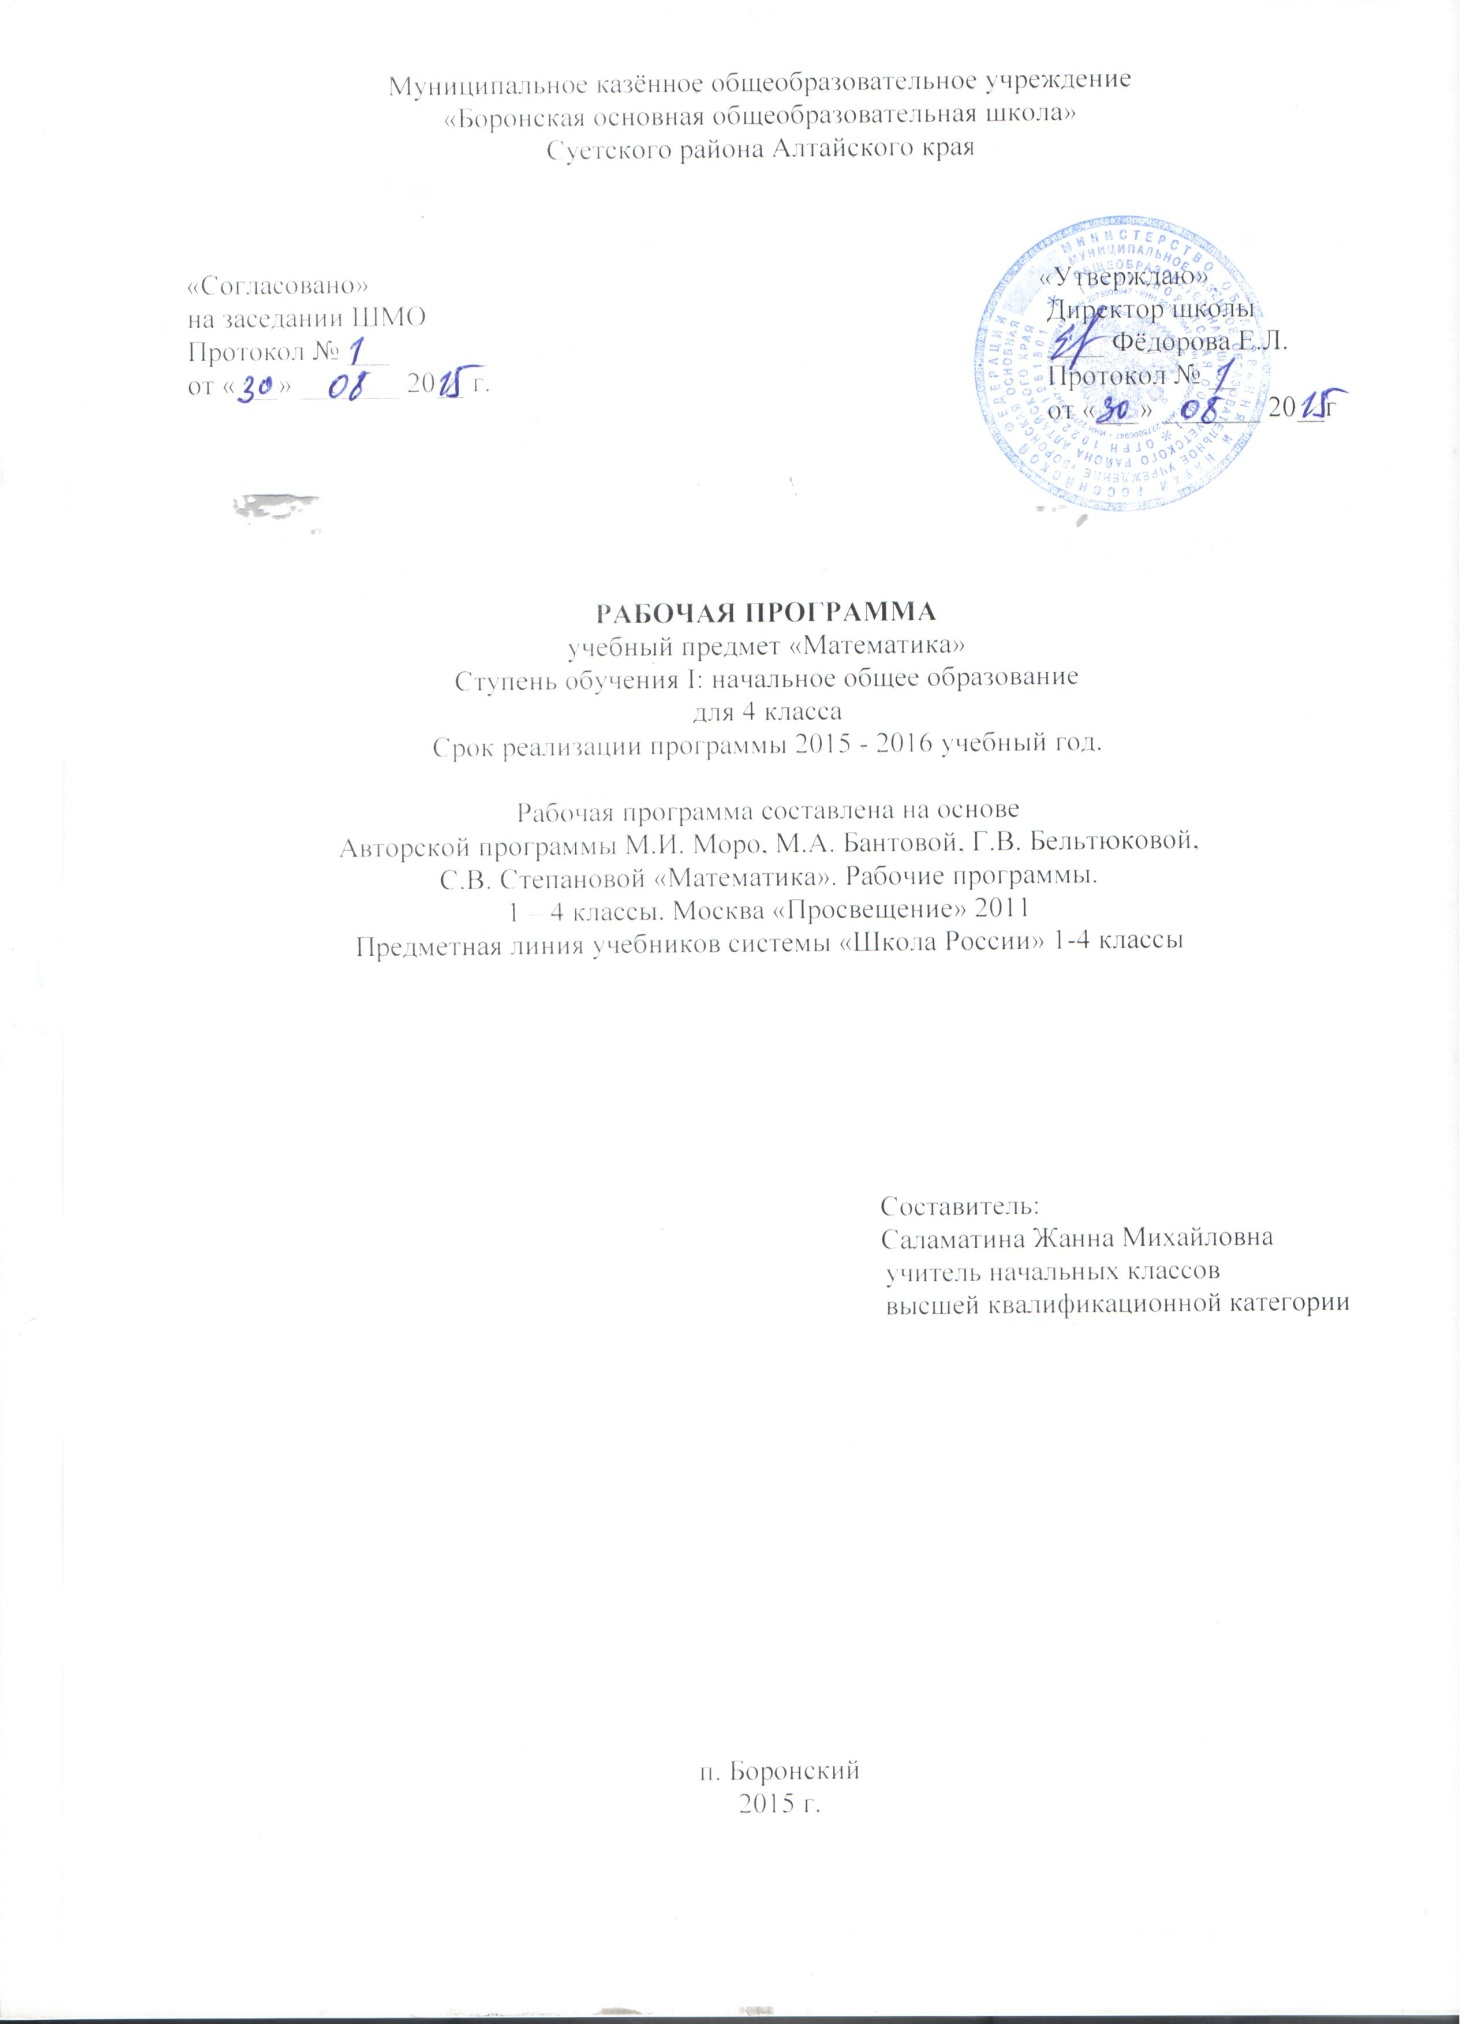 Муниципальное казённое общеобразовательное учреждение
«Боронская основная общеобразовательная школа»
Суетского района Алтайского края
«Согласовано»
на заседании ШМО
Протокол № 1
от «30» 08 2015 г.
«Утверждаю»
Директор школы
Фёдорова Е.Л.
Протокол № 1
от «30» 08 2015 г
РАБОЧАЯ ПРОГРАММА
учебный предмет «Математика»
Ступень обучения I: начальное общее образование
для 4 класса
Срок реализации программы 2015 - 2016 учебный год.
Рабочая программа составлена на основе
Авторской программы М.И. Моро, М.А. Бантовой, Г.В. Бельтюковой,
С.В. Степановой «Математика». Рабочие программы.
1 – 4 классы. Москва «Просвещение» 2011
Предметная линия учебников системы «Школа России» 1-4 классы
Составитель:
Саламатина Жанна Михайловна
учитель начальных классов
высшей квалификационной категории
п. Боронский
2015 г.